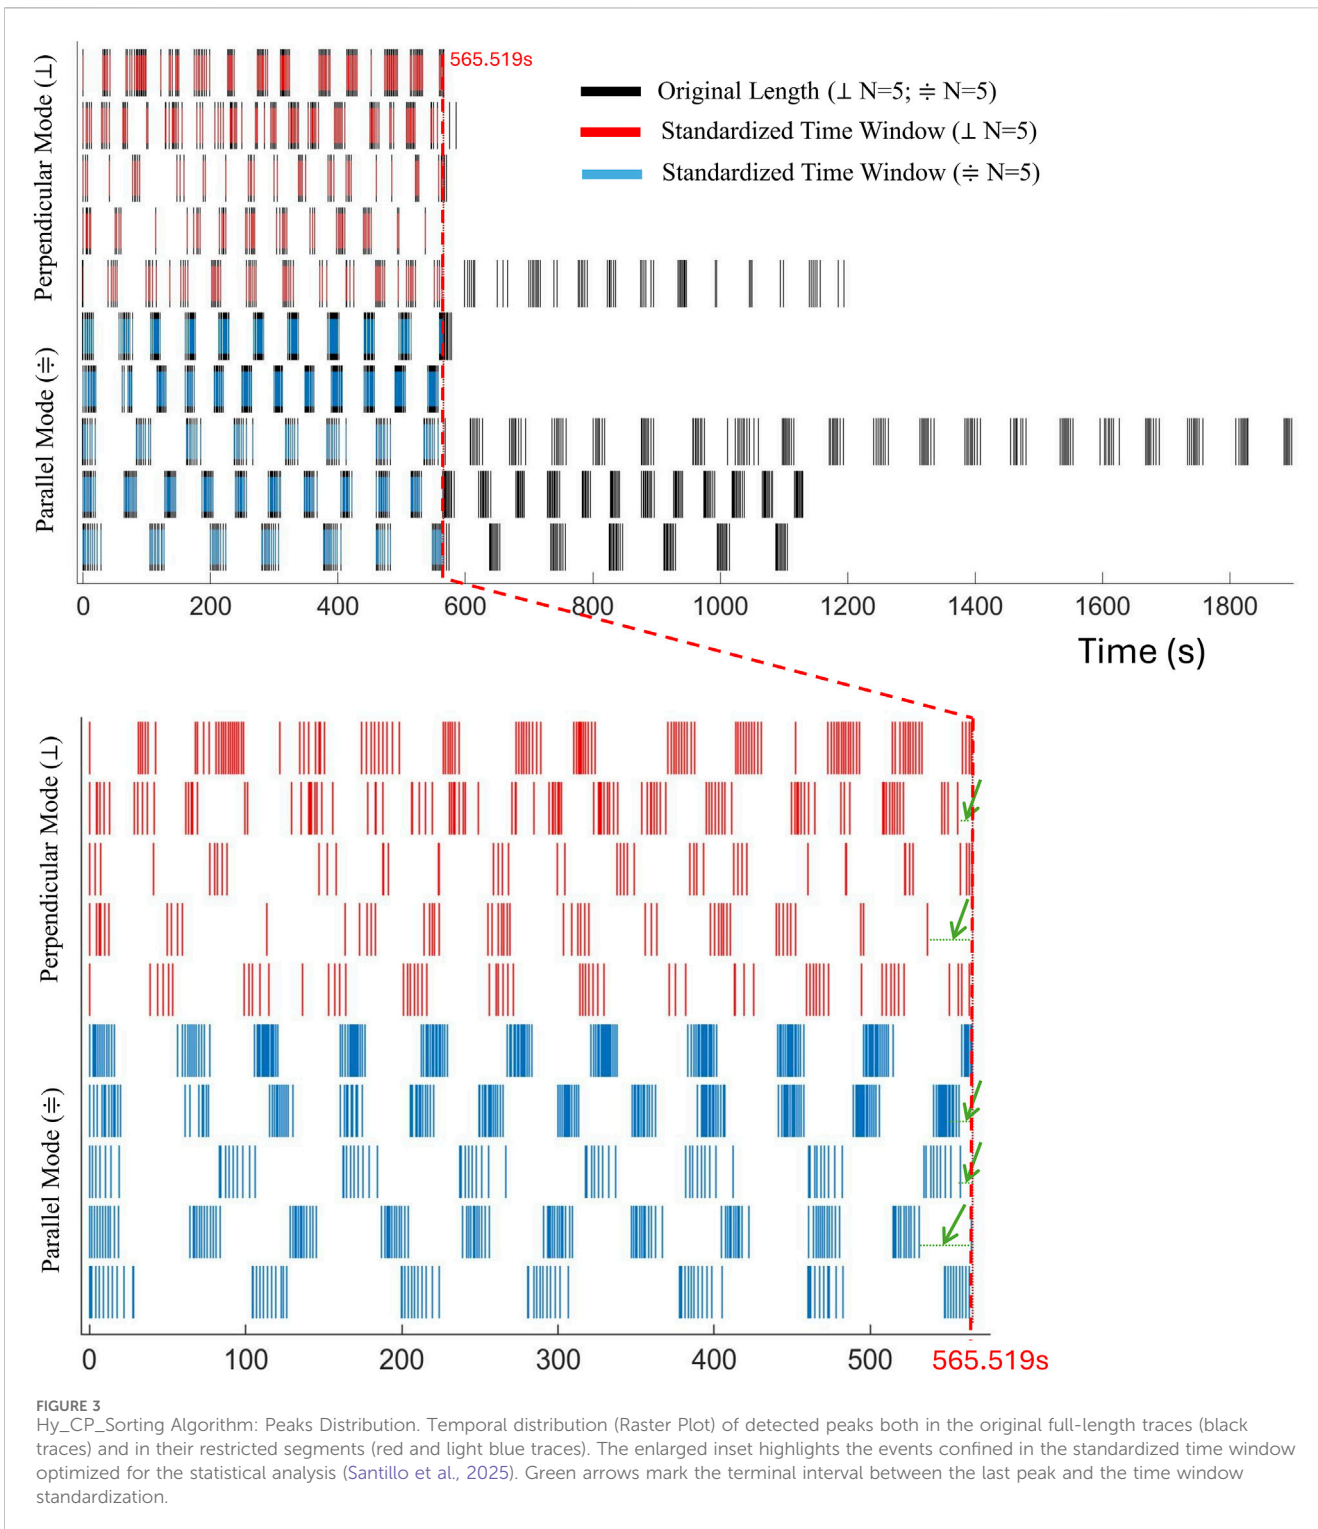 Perpendicular Mode (⊥)
Parallel Mode (≑)
565.519s
Original Length (⊥ N=5; ≑ N=5)
Standardized Time Window (⊥ N=5)
Standardized Time Window (≑ N=5)
0 200 400 600 800 1000 1200 1400 1600 1800
Time (s)
Perpendicular Mode (⊥)
Parallel Mode (≑)
0 100 200 300 400 500 565.519s
FIGURE 3
Hy_CP_Sorting Algorithm: Peaks Distribution. Temporal distribution (Raster Plot) of detected peaks both in the original full-length traces (black
traces) and in their restricted segments (red and light blue traces). The enlarged inset highlights the events confined in the standardized time window
optimized for the statistical analysis (Santillo et al., 2025). Green arrows mark the terminal interval between the last peak and the time window
standardization.